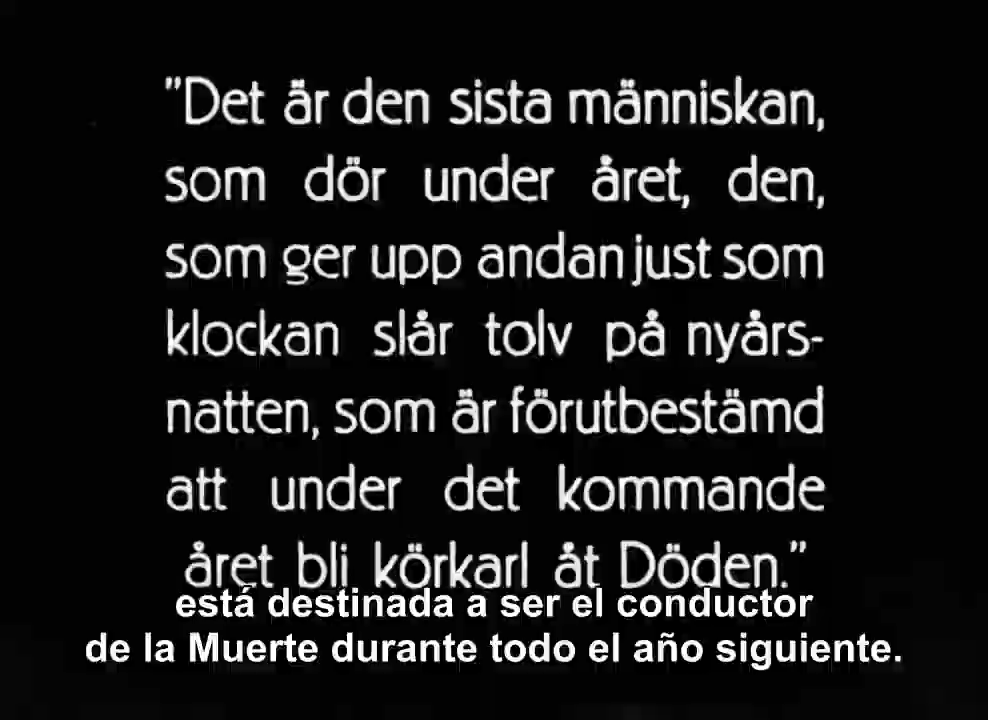 "Det är den sista människan,
som dör under året, den,
som ger upp andan just som
klockan slår tolv på nyårs-
natten, som är förutbestämd
att under det kommande
året bli körkarl åt Döden."
está destinada a ser el conductor
de la Muerte durante todo el año siguiente.